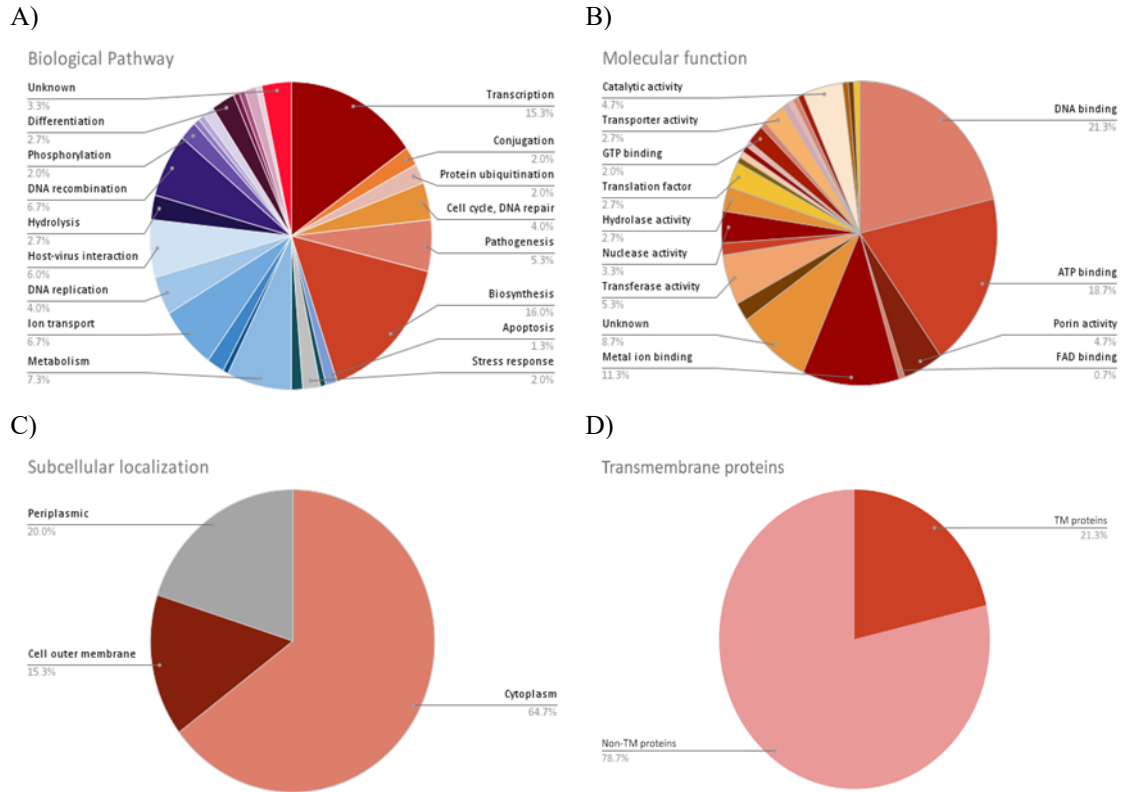 A)
Biological Pathway
Unknown
3.3%
Differentiation
2.7%
Phosphorylation
2.0%
DNA recombination
6.7%
Hydrolysis
2.7%
Host-virus interaction
6.0%
DNA replication
4.0%
Ion transport
6.7%
Metabolism
7.3%
Transcription
15.3%
Conjugation
2.0%
Protein ubiquitination
2.0%
Cell cycle, DNA repair
4.0%
Pathogenesis
5.3%
Biosynthesis
16.0%
Apoptosis
1.3%
Stress response
2.0%
B)
Molecular function
Catalytic activity
4.7%
Transporter activity
2.7%
GTP binding
2.0%
Translation factor
2.7%
Hydrolase activity
2.7%
Nuclease activity
3.3%
Transferase activity
5.3%
Unknown
8.7%
Metal ion binding
11.3%
DNA binding
21.3%
ATP binding
18.7%
Porin activity
4.7%
FAD binding
0.7%
C)
Subcellular localization
Periplasmic
20.0%
Cell outer membrane
15.3%
Cytoplasm
64.7%
D)
Transmembrane proteins
TM proteins
21.3%
Non-TM proteins
78.7%